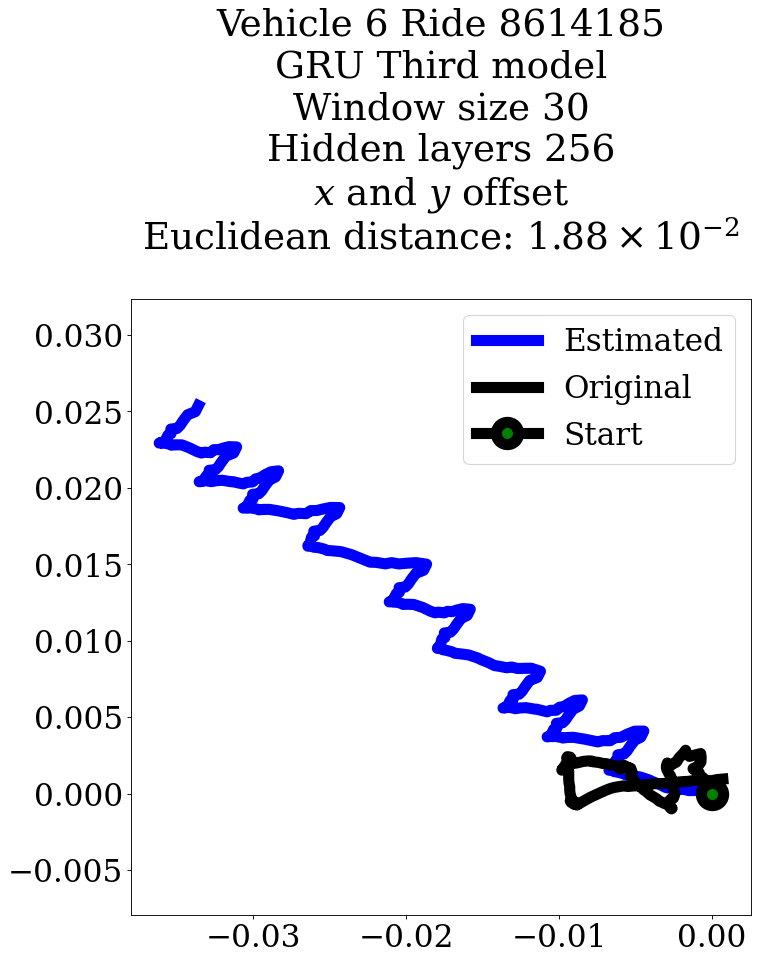 Vehicle 6 Ride 8614185
GRU Third model
Window size 30
Hidden layers 256
x and y offset
Euclidean distance: 1.88 × 10⁻²
Estimated
Original
Start
0.030
0.025
0.020
0.015
0.010
0.005
0.000
−0.005
−0.03
−0.02
−0.01
0.00